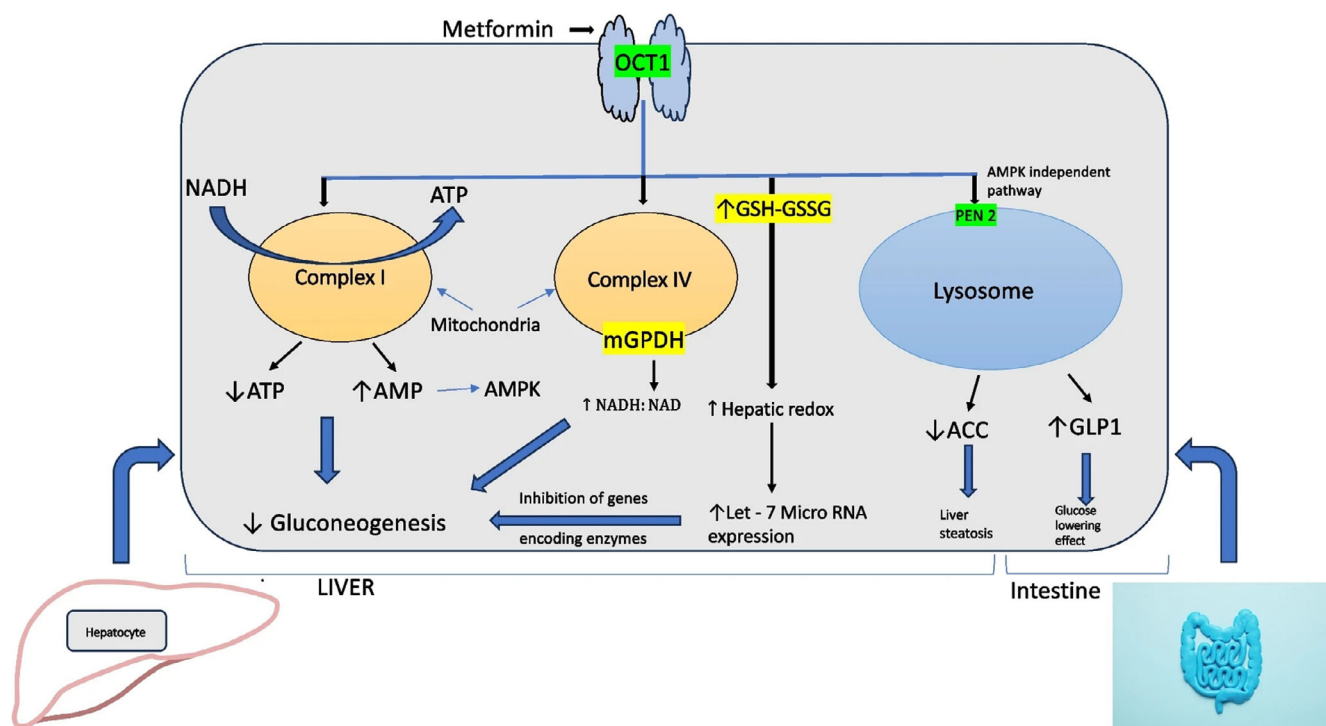 Metformin
OCT1
NADH
ATP
↑GSH-GSSG
AMPK independent
pathway
PEN 2
Complex I
Complex IV
Lysosome
Mitochondria
mGPDH
↓ATP
↑AMP
AMPK
↑ NADH: NAD
↑ Hepatic redox
↓ACC
↑GLP1
↓ Gluconeogenesis
Inhibition of genes
encoding enzymes
↑Let - 7 Micro RNA
expression
Liver
steatosis
Glucose
lowering
effect
LIVER
Intestine
Hepatocyte